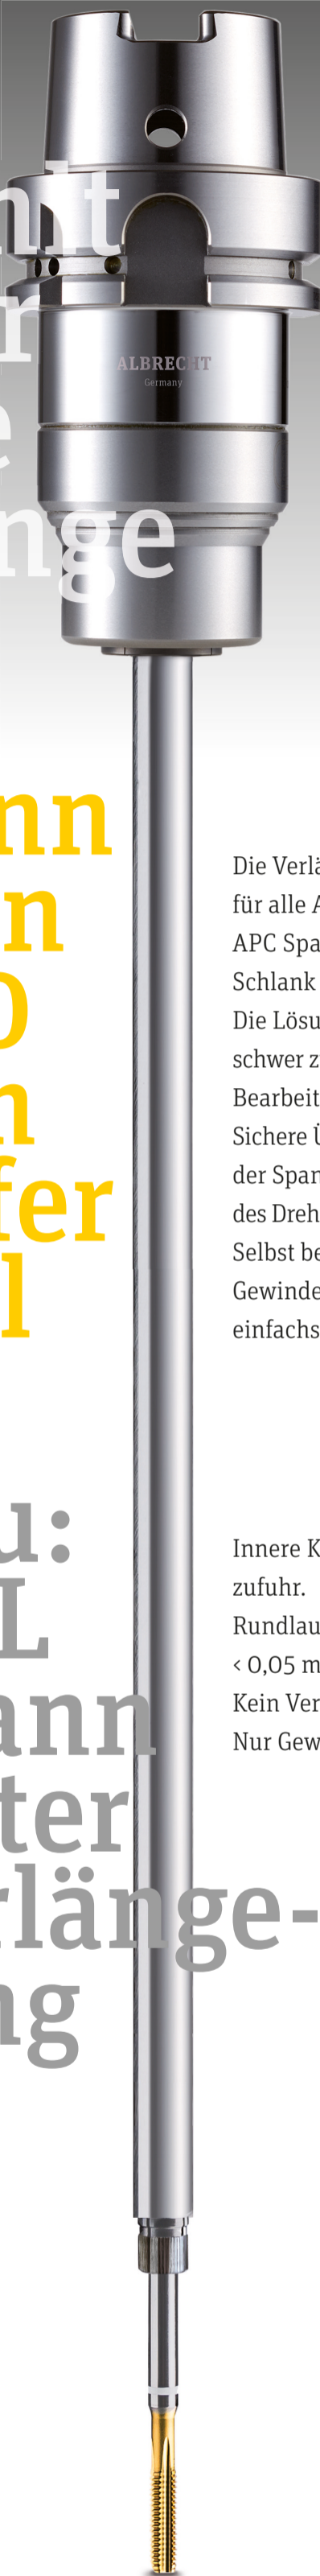 nlt
r
e
nge
ALBRECHT
Germany
nn
n
0
n
fer
l
Die Verlä
für alle A
APC Spa
Schlank
Die Lösu
schwer z
Bearbeit
Sichere Ü
der Span
des Dreh
Selbst be
Gewinde
einfachs
u:
L
ann
ter
rlänge-
ng
Innere K
zufuhr.
Rundlau
< 0,05 m
Kein Ver
Nur Gew